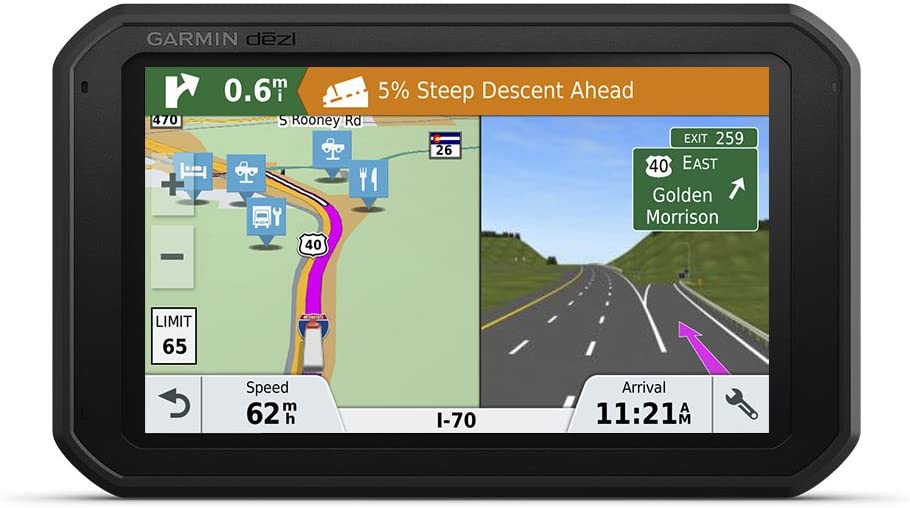 GARMIN dēzl
0.6 mi
5% Steep Descent Ahead
470
S Rooney Rd
26
EXIT 259
40 EAST
Golden
Morrison
40
INTERSTATE
LIMIT
65
Speed
62 mh
I-70
Arrival
11:21 AM